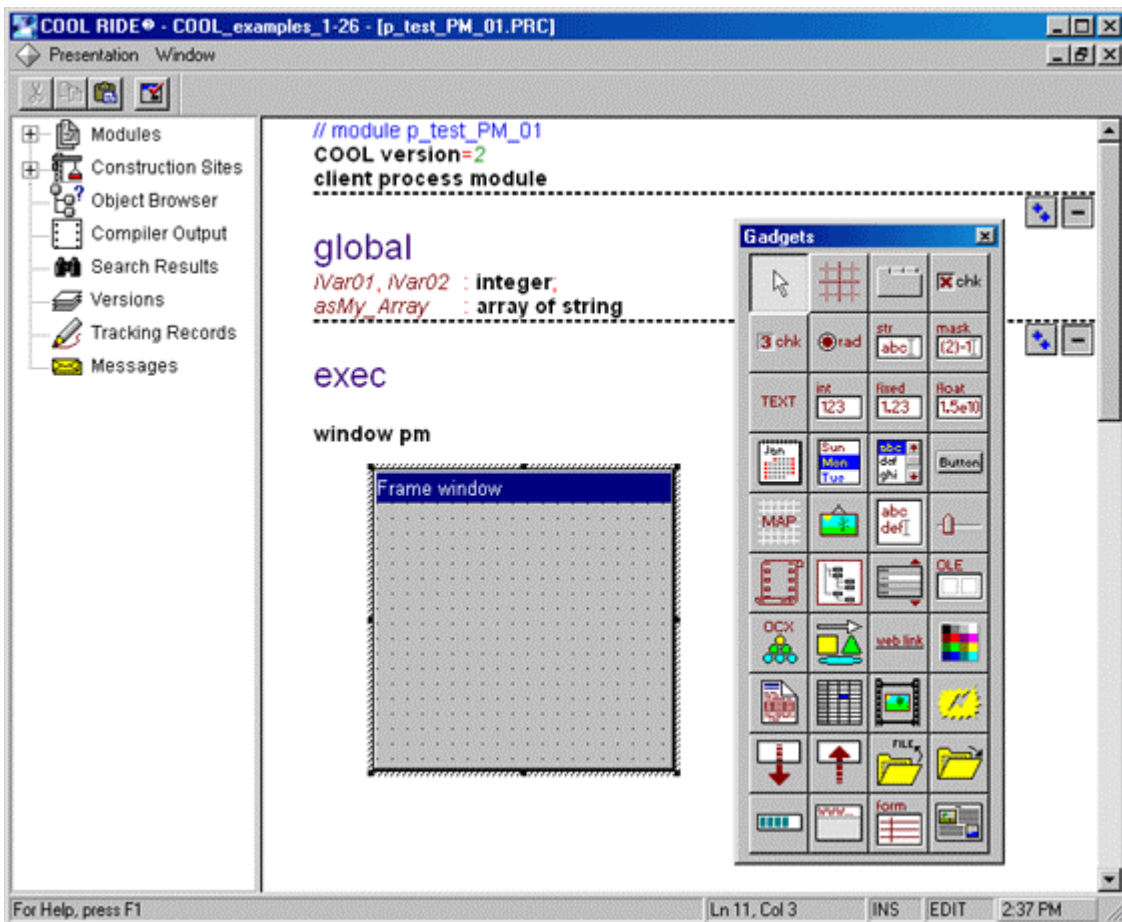 COOL RIDE® - COOL_examples_1-26 - [p_test_PM_01.PRC]
Presentation Window
Modules
Construction Sites
Object Browser
Compiler Output
Search Results
Versions
Tracking Records
Messages
// module p_test_PM_01
COOL version=2
client process module
global
iVar01, iVar02 : integer;
asMy_Array : array of string
exec
window pm
Frame window
Gadgets
chk
3 chk rad str abc mask (2)-1
TEXT int 123 fixed 1.23 float 1.5e10
Jan Sun Mon Tue abc def ghi Button
MAP abc def
OLE
OCX web link
FILE
www... form
For Help, press F1 Ln 11, Col 3 INS EDIT 2:37 PM